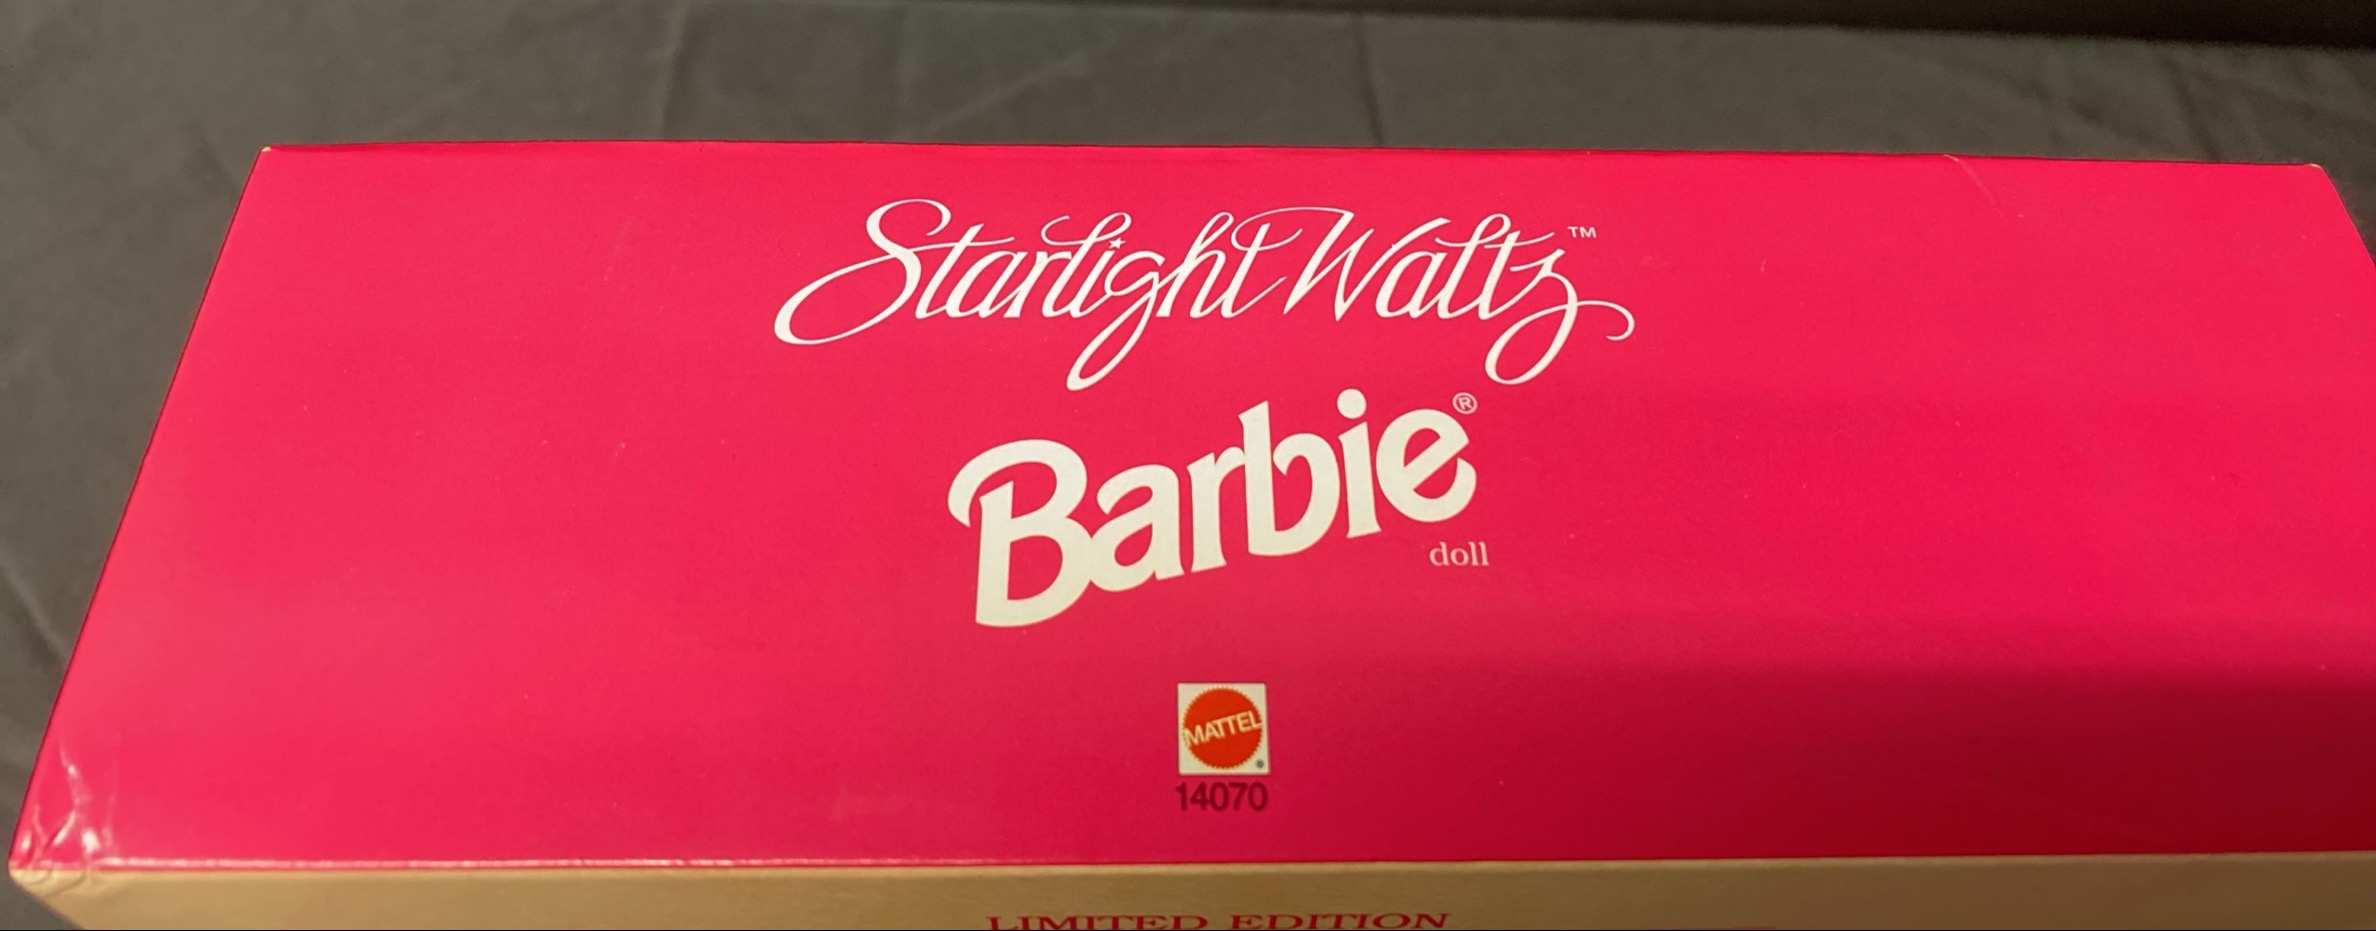 Starlight Waltz™
Barbie®
doll
MATTEL®
14070
LIMITED EDITION